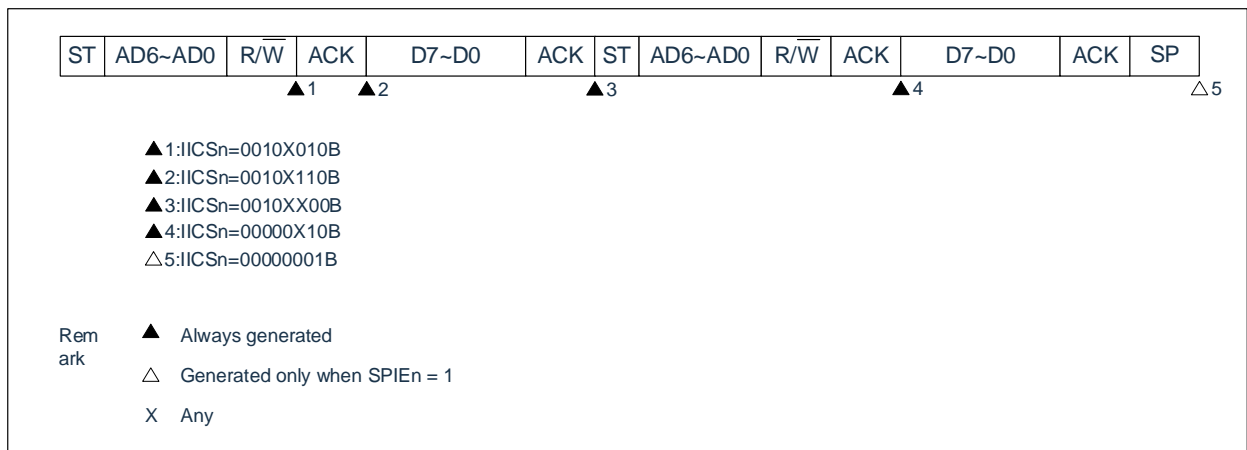 ST AD6~AD0 R/W ACK D7~D0 ACK ST AD6~AD0 R/W ACK D7~D0 ACK SP
▲1 ▲2 ▲3 ▲4 △5
▲1:IICSn=0010X010B
▲2:IICSn=0010X110B
▲3:IICSn=0010XX00B
▲4:IICSn=00000X10B
△5:IICSn=00000001B
Rem
ark
▲ Always generated
△ Generated only when SPIEn = 1
X Any